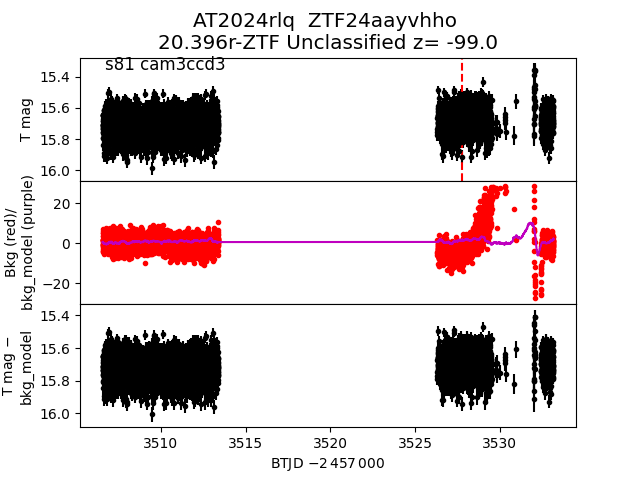 AT2024rlq  ZTF24aayvhho
20.396r-ZTF Unclassified z= -99.0
s81 cam3ccd3
T mag
15.4
15.6
15.8
16.0
Bkg (red)/
bkg_model (purple)
20
0
−20
T mag −
bkg_model
15.4
15.6
15.8
16.0
3510
3515
3520
3525
3530
BTJD −2 457 000